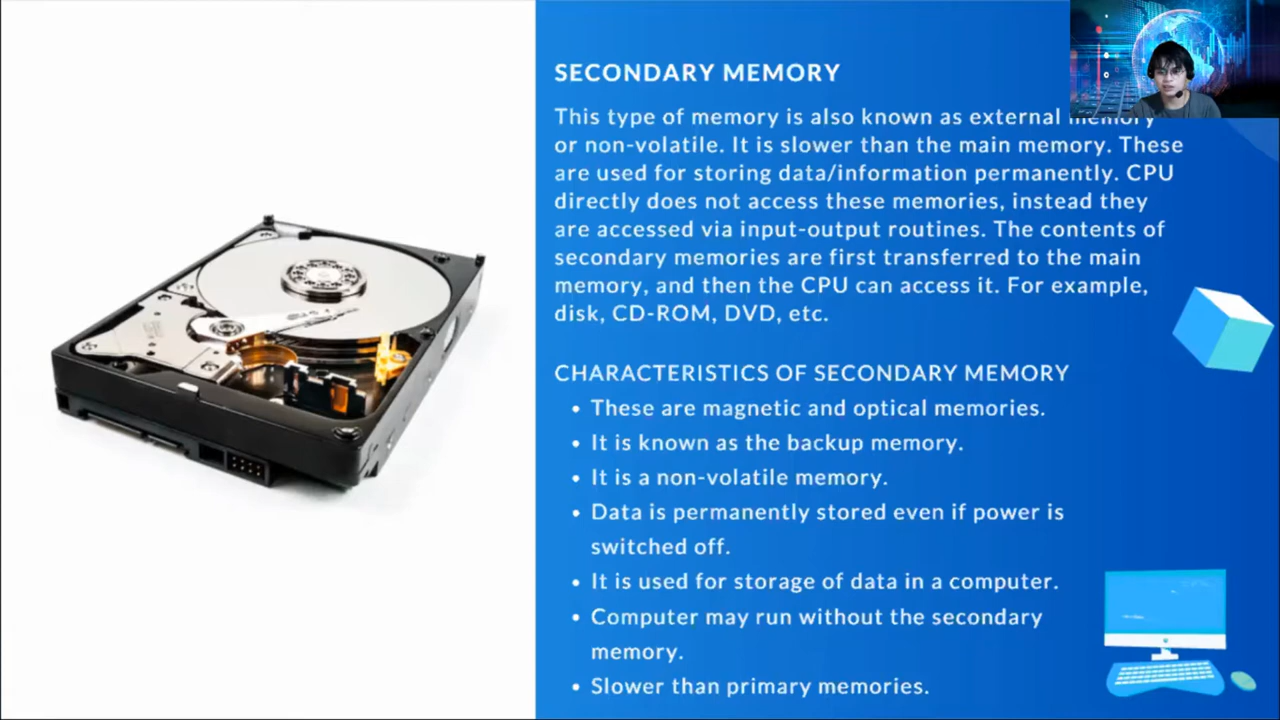 SECONDARY MEMORY
This type of memory is also known as external memory
or non-volatile. It is slower than the main memory. These
are used for storing data/information permanently. CPU
directly does not access these memories, instead they
are accessed via input-output routines. The contents of
secondary memories are first transferred to the main
memory, and then the CPU can access it. For example,
disk, CD-ROM, DVD, etc.
CHARACTERISTICS OF SECONDARY MEMORY
• These are magnetic and optical memories.
• It is known as the backup memory.
• It is a non-volatile memory.
• Data is permanently stored even if power is
switched off.
• It is used for storage of data in a computer.
• Computer may run without the secondary
memory.
• Slower than primary memories.